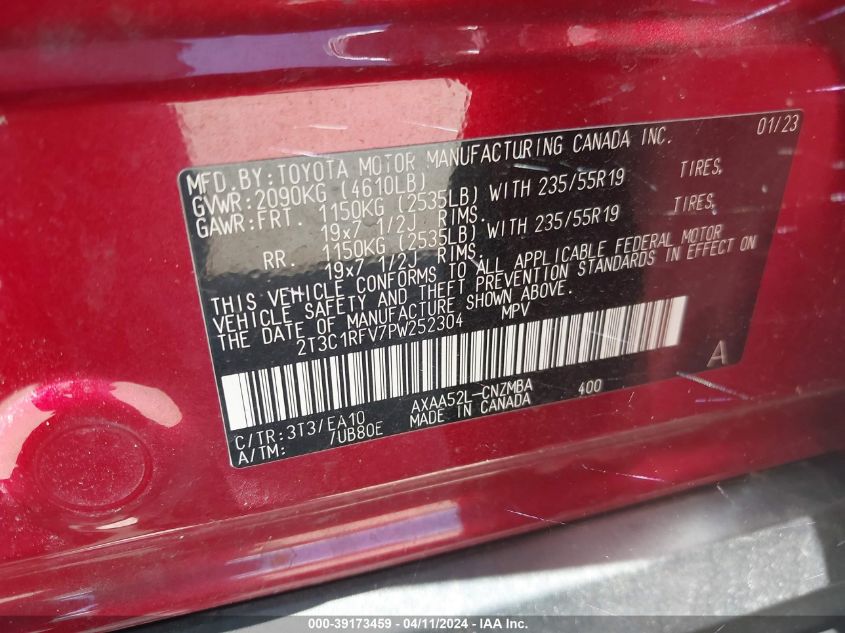 01/23
MFD.BY:TOYOTA MOTOR MANUFACTURING CANADA INC.
GVWR:2090KG (4610LB)
GAWR:FRT. 1150KG (2535LB) WITH 235/55R19 TIRES,
19x7 1/2J RIMS.
RR. 1150KG (2535LB) WITH 235/55R19 TIRES,
19x7 1/2J RIMS.
THIS VEHICLE CONFORMS TO ALL APPLICABLE FEDERAL MOTOR
VEHICLE SAFETY AND THEFT PREVENTION STANDARDS IN EFFECT ON
THE DATE OF MANUFACTURE SHOWN ABOVE.
2T3C1RFV7PW252304 MPV
A
C/TR:3T3/EA10 AXAA52L-CNZMBA 400
A/TM: /UB80E MADE IN CANADA
000-39173459 - 04/11/2024 - IAA Inc.